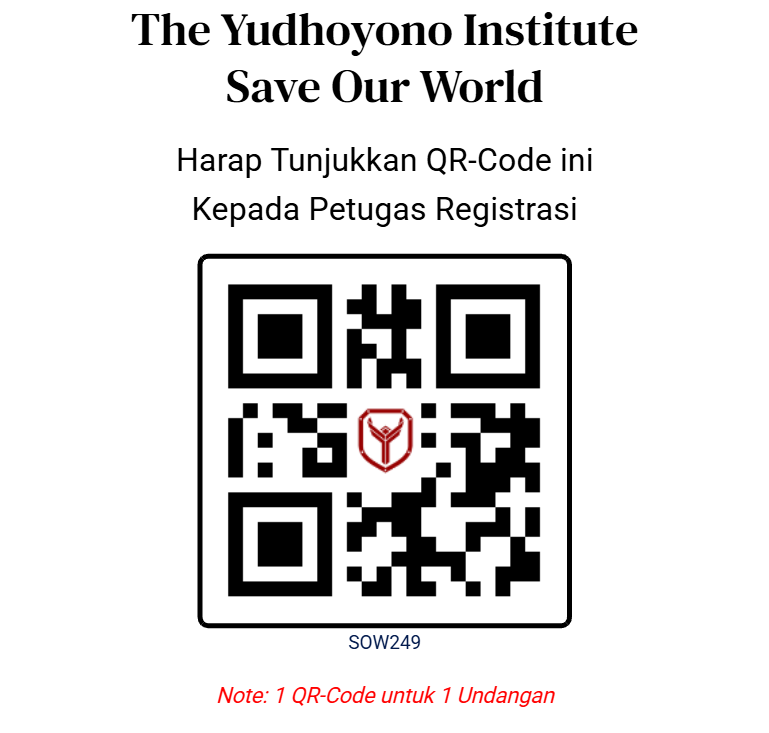 The Yudhoyono Institute
Save Our World
Harap Tunjukkan QR-Code ini
Kepada Petugas Registrasi
SOW249
Note: 1 QR-Code untuk 1 Undangan